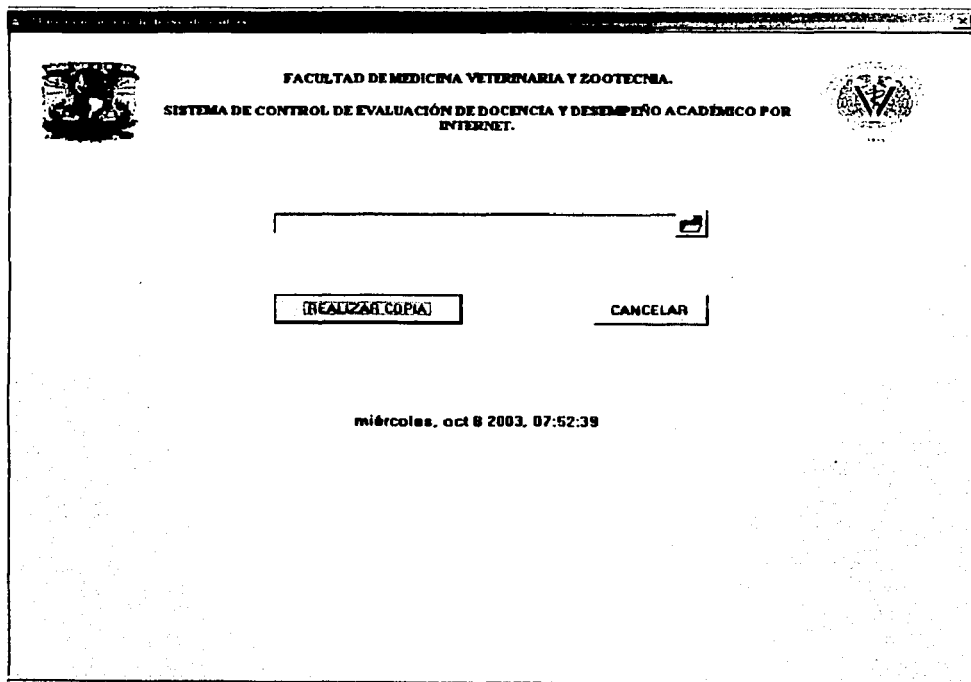 FACULTAD DE MEDICINA VETERINARIA Y ZOOTECNIA.
SISTEMA DE CONTROL DE EVALUACIÓN DE DOCENCIA Y DESEMPEÑO ACADÉMICO POR
INTERNET.
REALIZAR COPIA
CANCELAR
miércoles, oct 8 2003, 07:52:39